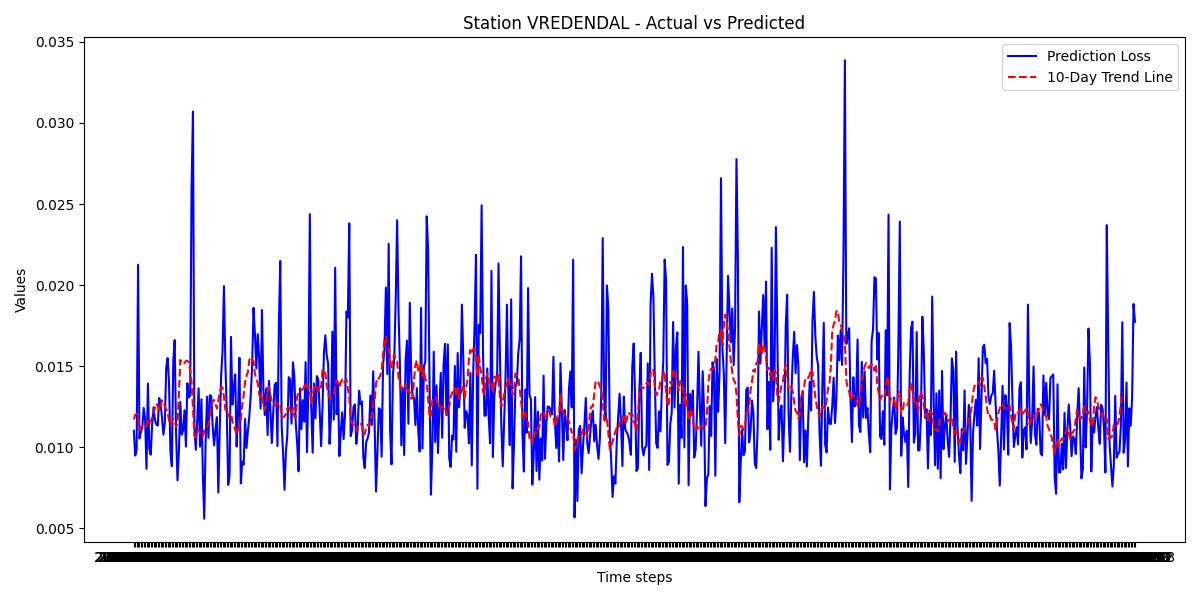 Station VREDENDAL - Actual vs Predicted
Prediction Loss
10-Day Trend Line
Values
0.035
0.030
0.025
0.020
0.015
0.010
0.005
Time steps